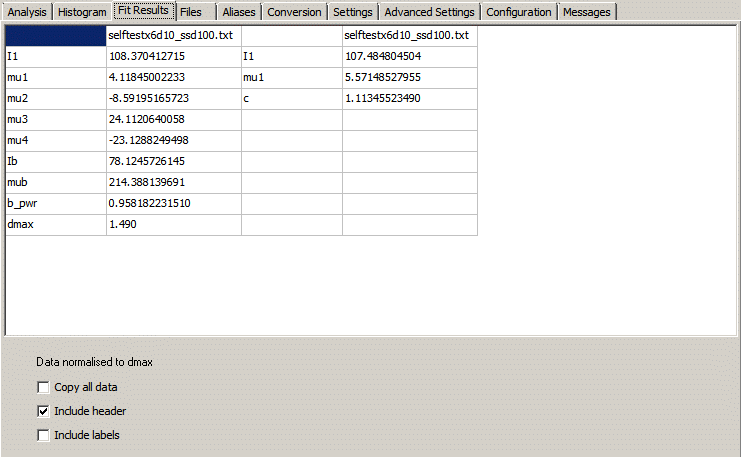 Analysis Histogram Fit Results Files Aliases Conversion Settings Advanced Settings Configuration Messages
selftestx6d10_ssd100.txt selftestx6d10_ssd100.txt
I1 108.370412715 I1 107.484804504
mu1 4.11845002233 mu1 5.57148527955
mu2 -8.59195165723 c 1.11345523490
mu3 24.1120640058
mu4 -23.1288249498
Ib 78.1245726145
mub 214.388139691
b_pwr 0.958182231510
dmax 1.490
Data normalised to dmax
Copy all data
Include header
Include labels